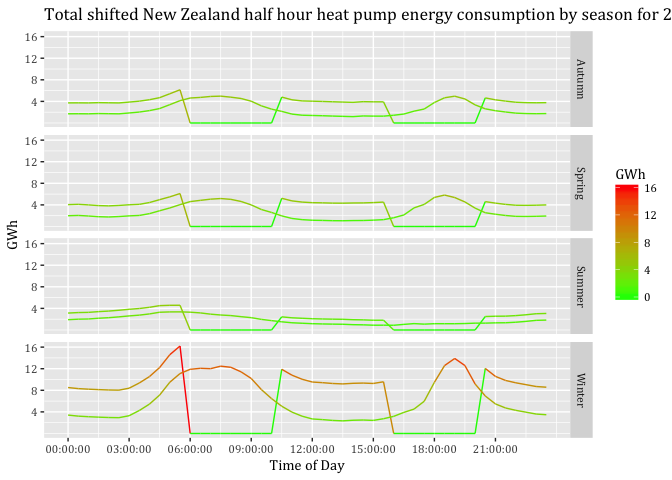 Total shifted New Zealand half hour heat pump energy consumption by season for 2
16
12
8
4
Autumn
16
12
8
4
Spring
16
12
8
4
Summer
16
12
8
4
Winter
GWh
GWh
16
12
8
4
0
00:00:00 03:00:00 06:00:00 09:00:00 12:00:00 15:00:00 18:00:00 21:00:00
Time of Day